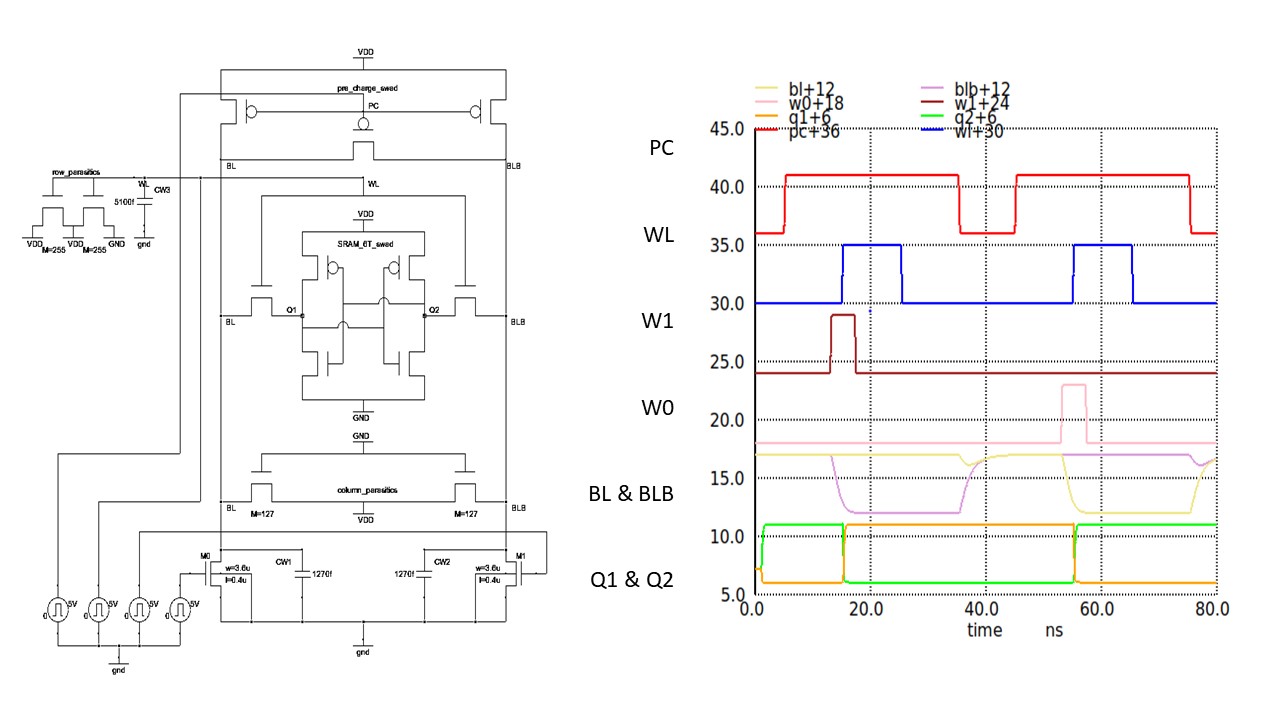 VDD
pre_charge_swed
PC
BL
BLB
row_parasitics
WL
CW3
5100f
VDD
M=255
VDD
M=255
GND
gnd
WL
VDD
SRAM_6T_swed
Q1
Q2
BL
BLB
GND
GND
column_parasitics
BL
M=127
VDD
M=127
BLB
M0
w=3.6u
l=0.4u
CW1
1270f
CW2
1270f
w=3.6u
l=0.4u
M1
0
5V
0
5V
0
5V
0
5V
gnd
gnd
PC
WL
W1
W0
BL & BLB
Q1 & Q2
bl+12
blb+12
w0+18
w1+24
q1+6
q2+6
pc+36
wl+30
45.0
40.0
35.0
30.0
25.0
20.0
15.0
10.0
5.0
0.0 20.0 40.0 60.0 80.0
time ns